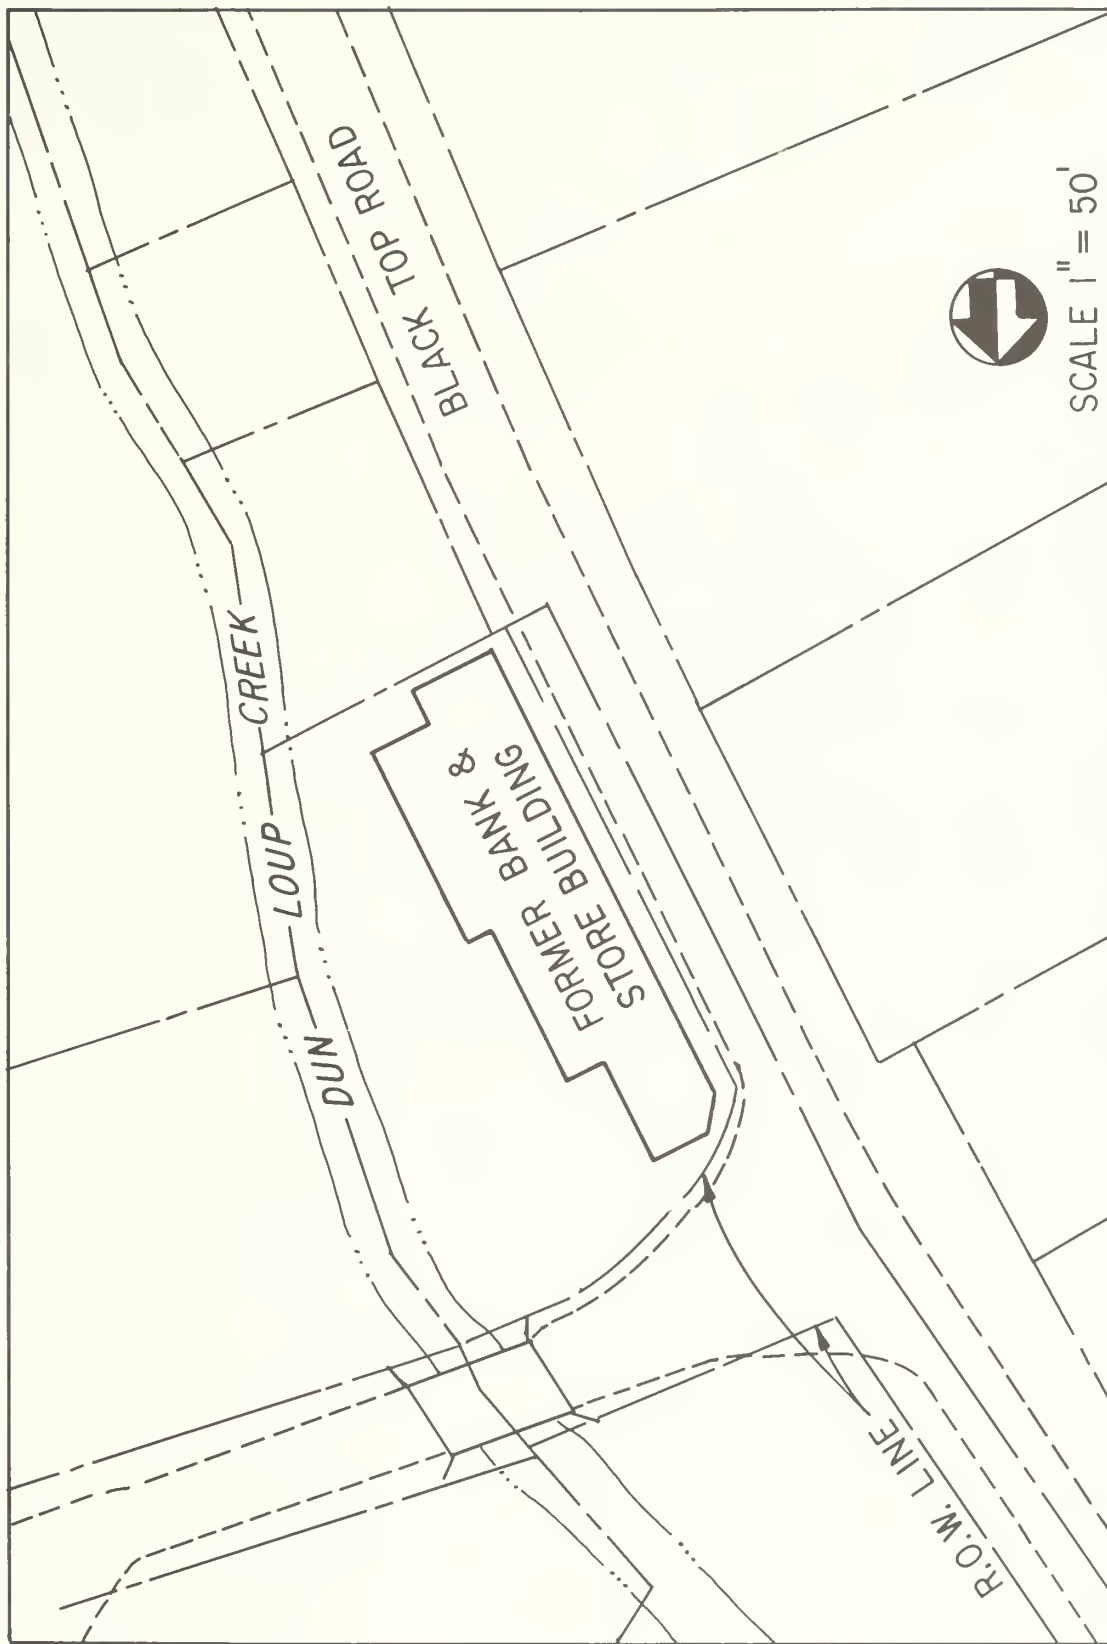 DUN LOUP CREEK
BLACK TOP ROAD
FORMER BANK &
STORE BUILDING
R.O.W. LINE
SCALE 1" = 50'